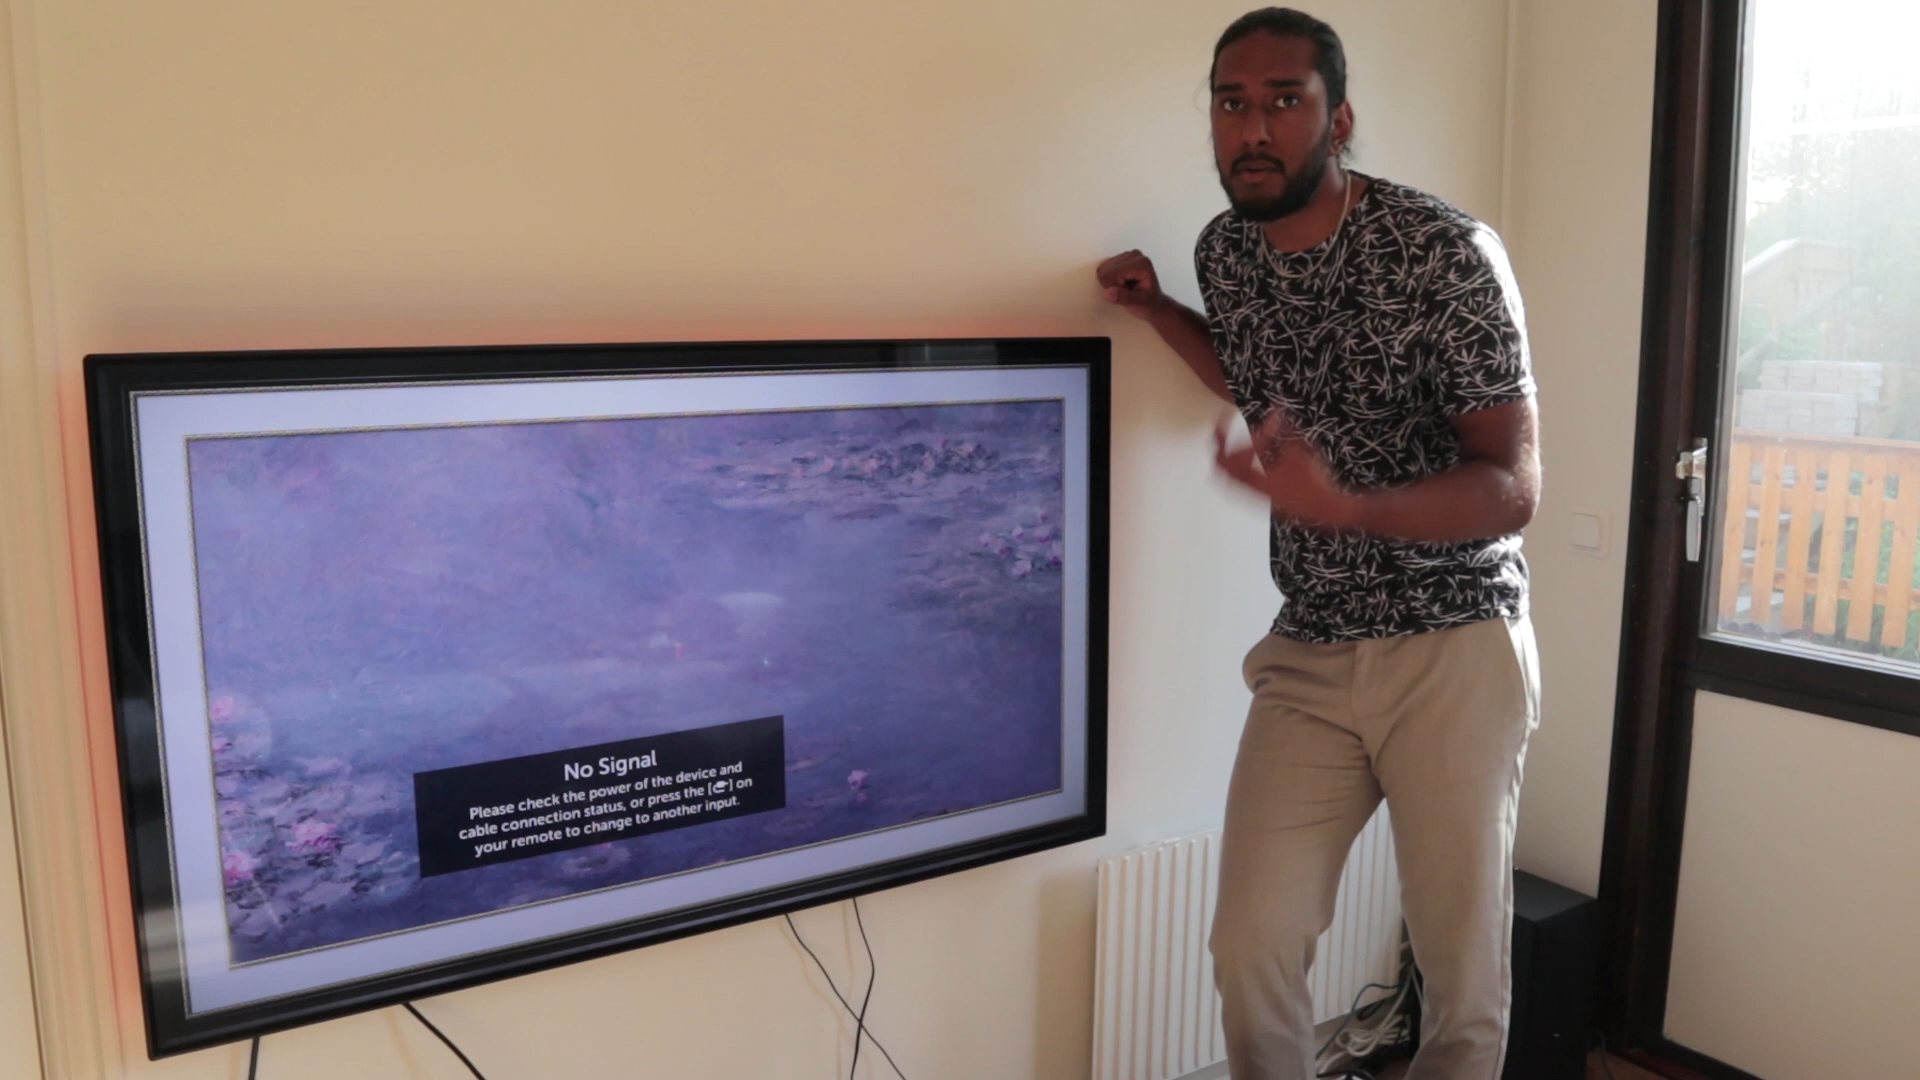 No Signal
Please check the power of the device and
cable connection status, or press the [] on
your remote to change to another input.